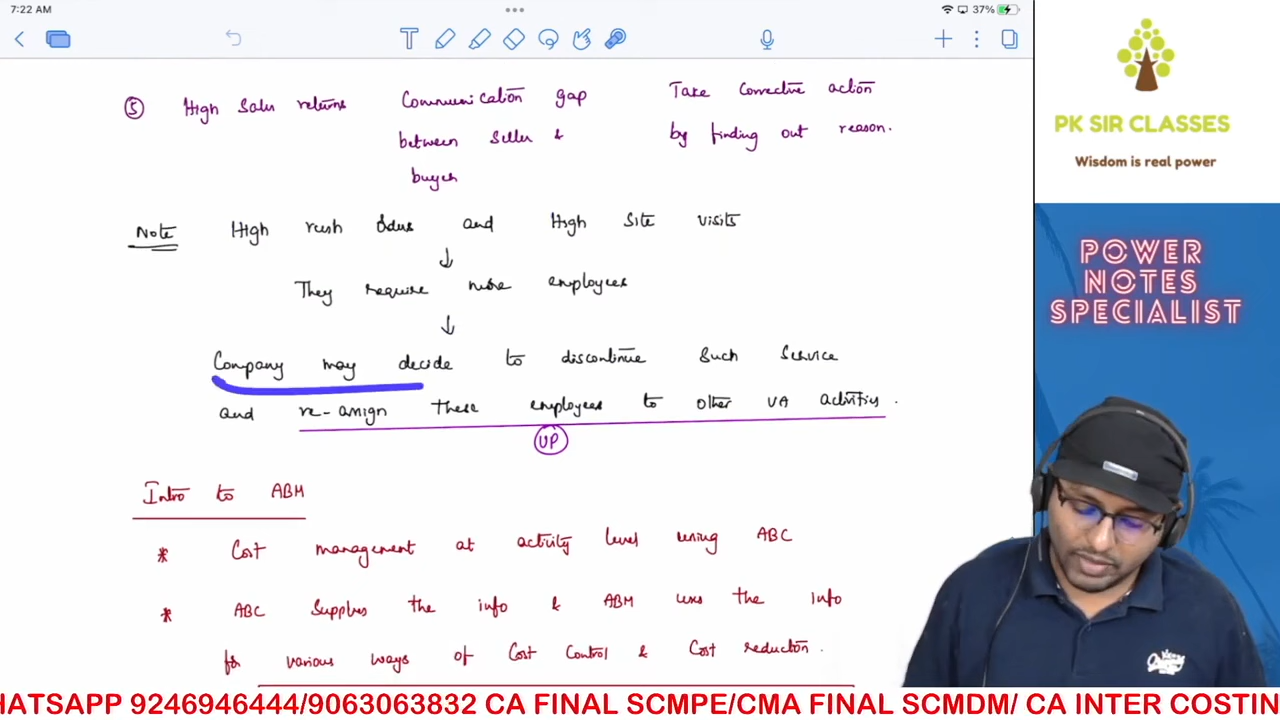 7:22 AM
37%
⑤ High Sales returns Communication gap Take Corrective action
between Seller & by finding out reason.
buyer
Note High rush Orders and High Site visits
↓
They require more employees
↓
Company may decide to discontinue Such Service
and re-assign these employees to other VA activities.
UP
Intro to ABM
* Cost management at activity level using ABC
* ABC Supplies the info & ABM uses the info
for various ways of Cost Control & Cost reduction.
PK SIR CLASSES
Wisdom is real power
POWER
NOTES
SPECIALIST
HATSAPP 9246946444/9063063832 CA FINAL SCMPE/CMA FINAL SCMDM/ CA INTER COSTIN